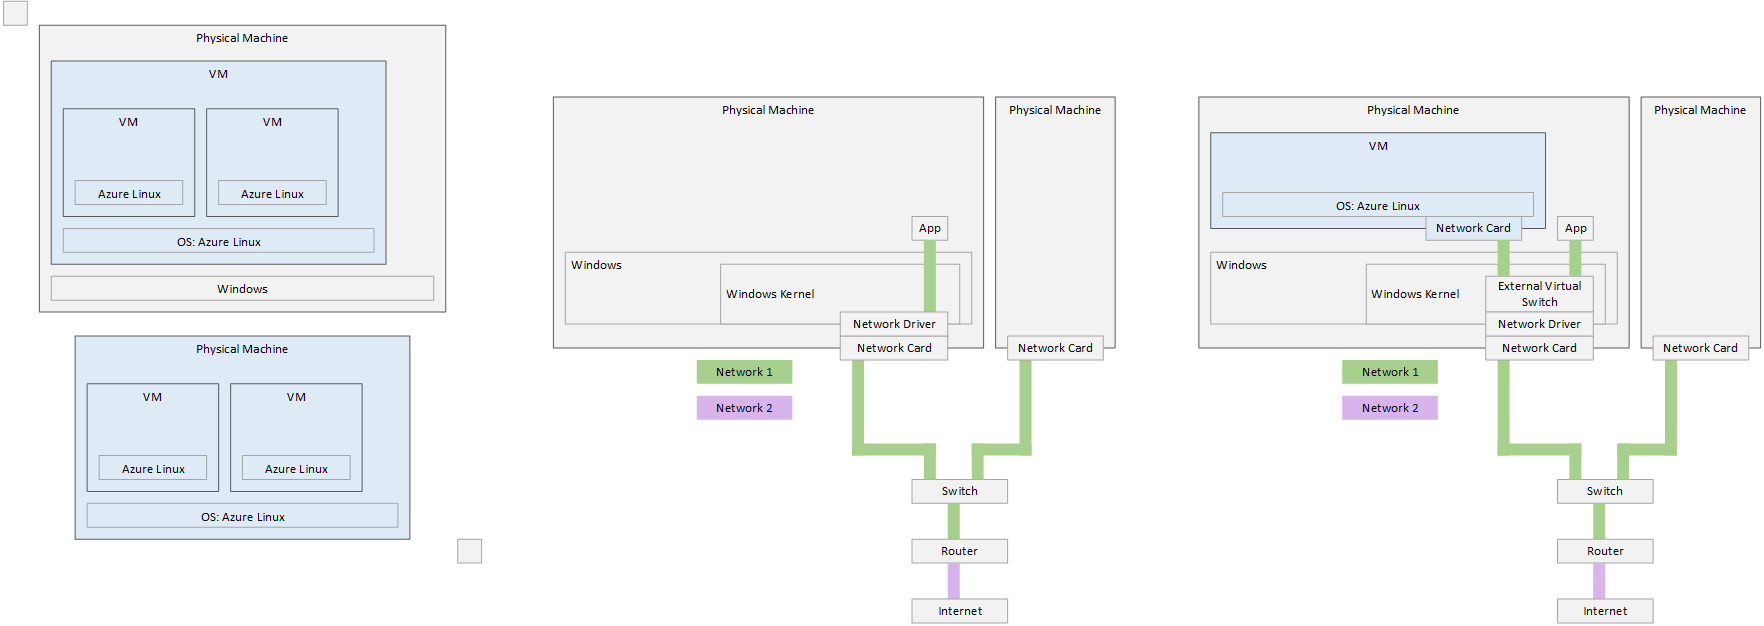 Physical Machine
VM
VM
VM
Azure Linux
Azure Linux
OS: Azure Linux
Windows
Physical Machine
VM
VM
Azure Linux
Azure Linux
OS: Azure Linux
Physical Machine
Physical Machine
App
Windows
Windows Kernel
Network Driver
Network Card
Network Card
Network 1
Network 2
Switch
Router
Internet
Physical Machine
Physical Machine
VM
OS: Azure Linux
Network Card
App
Windows
Windows Kernel
External Virtual
Switch
Network Driver
Network Card
Network Card
Network 1
Network 2
Switch
Router
Internet